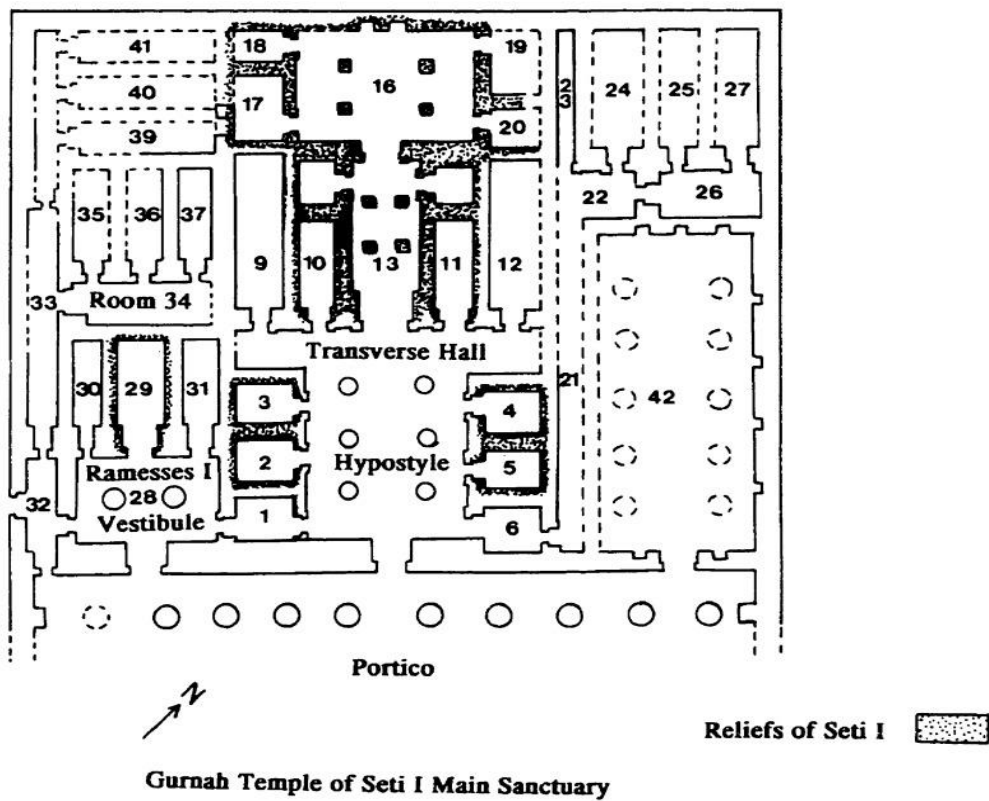 41 18 16 19 23 24 25 27
40 17
39 20
22 26
35 36 37 9 10 13 11 12
33 Room 34
Transverse Hall
30 29 31 3 4 21 42
Ramesses I 2 Hypostyle 5
32 28
Vestibule 1 6
Portico
N
Reliefs of Seti I
Gurnah Temple of Seti I Main Sanctuary